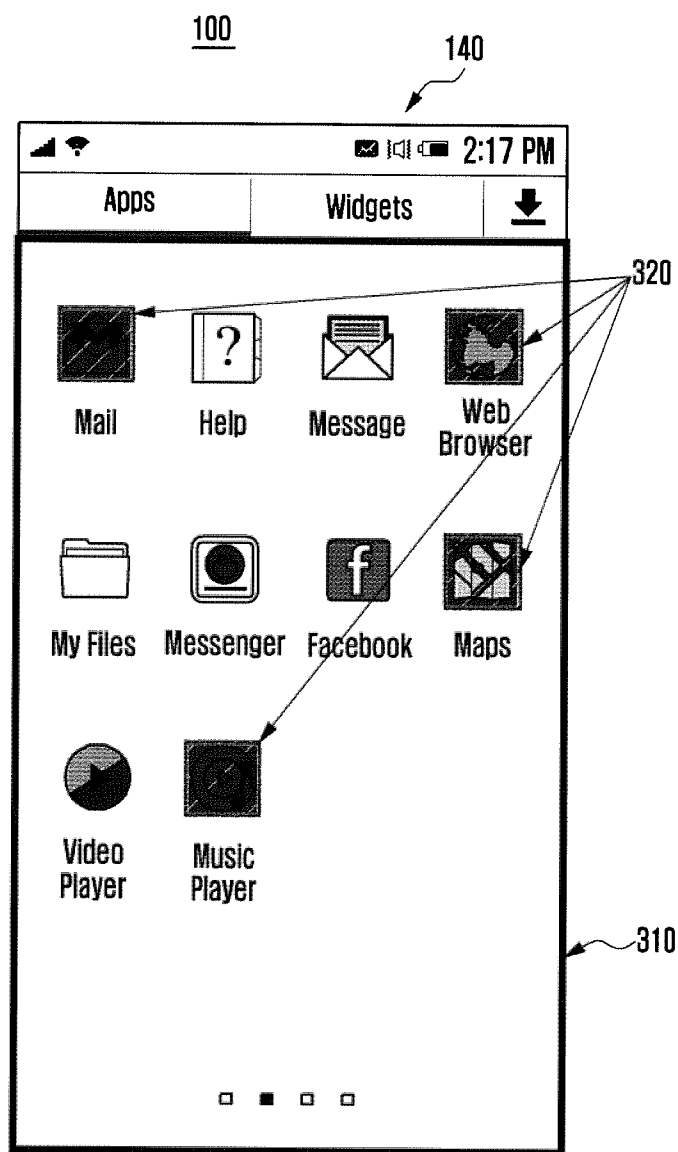 100
140
2:17 PM
Apps Widgets
320
?
f
Mail Help Message Web
Browser
My Files Messenger Facebook Maps
Video Music
Player Player
310